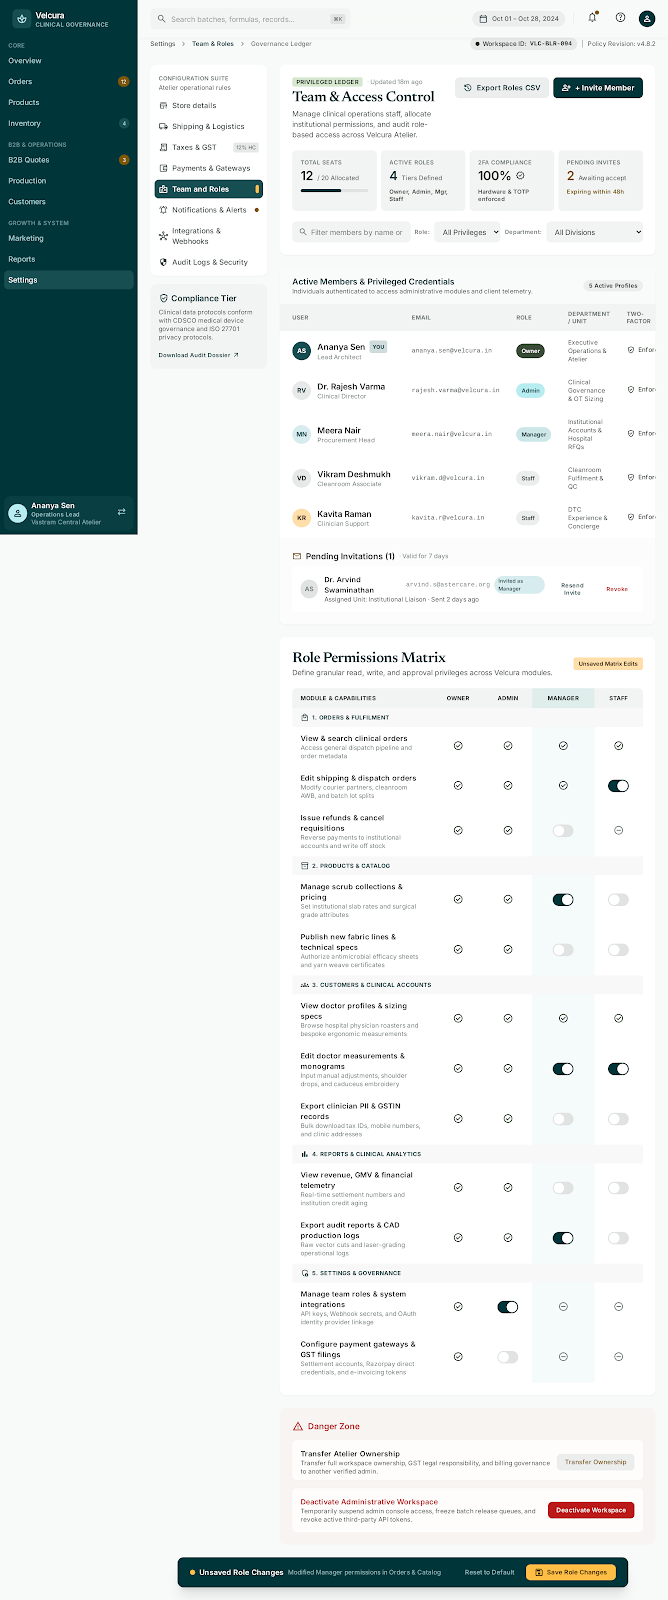 Velcura
CLINICAL GOVERNANCE
CORE
Overview
Orders 12
Products
Inventory 4
B2B & OPERATIONS
B2B Quotes 3
Production
Customers
GROWTH & SYSTEM
Marketing
Reports
Settings
Ananya Sen
Operations Lead
Vastram Central Atelier
Search batches, formulas, records... ⌘K
Oct 01 – Oct 28, 2024
Settings > Team & Roles > Governance Ledger
Workspace ID: VLC-BLR-094 | Policy Revision: v4.8.2
CONFIGURATION SUITE
Atelier operational rules
Store details
Shipping & Logistics
Taxes & GST 12% HC
Payments & Gateways
Team and Roles
Notifications & Alerts
Integrations &
Webhooks
Audit Logs & Security
Compliance Tier
Clinical data protocols conform
with CDSCO medical device
governance and ISO 27701
privacy protocols.
Download Audit Dossier ↗
PRIVILEGED LEDGER · Updated 18m ago
Team & Access Control
Manage clinical operations staff, allocate
institutional permissions, and audit role-
based access across Velcura Atelier.
Export Roles CSV
+ Invite Member
TOTAL SEATS
12 / 20 Allocated
ACTIVE ROLES
4 Tiers Defined
Owner, Admin, Mgr,
Staff
2FA COMPLIANCE
100%
Hardware & TOTP
enforced
PENDING INVITES
2 Awaiting accept
Expiring within 48h
Filter members by name or
Role: All Privileges
Department: All Divisions
Active Members & Privileged Credentials
Individuals authenticated to access administrative modules and client telemetry.
5 Active Profiles
USER EMAIL ROLE DEPARTMENT / UNIT TWO-FACTOR
AS Ananya Sen YOU
Lead Architect
ananya.sen@velcura.in
Owner
Executive
Operations &
Atelier
Enfor
RV Dr. Rajesh Varma
Clinical Director
rajesh.varma@velcura.in
Admin
Clinical
Governance
& OT Sizing
Enfor
MN Meera Nair
Procurement Head
meera.nair@velcura.in
Manager
Institutional
Accounts &
Hospital
RFQs
Enfor
VD Vikram Deshmukh
Cleanroom Associate
vikram.d@velcura.in
Staff
Cleanroom
Fulfilment &
QC
Enfor
KR Kavita Raman
Clinician Support
kavita.r@velcura.in
Staff
DTC
Experience &
Concierge
Enfor
Pending Invitations (1) · Valid for 7 days
AS Dr. Arvind
Swaminathan
arvind.s@astercare.org
Invited as
Manager
Assigned Unit: Institutional Liaison · Sent 2 days ago
Resend
Invite
Revoke
Role Permissions Matrix
Define granular read, write, and approval privileges across Velcura modules.
Unsaved Matrix Edits
MODULE & CAPABILITIES OWNER ADMIN MANAGER STAFF
1. ORDERS & FULFILMENT
View & search clinical orders
Access general dispatch pipeline and
order metadata
Edit shipping & dispatch orders
Modify courier partners, cleanroom
AWB, and batch lot splits
Issue refunds & cancel
requisitions
Reverse payments to institutional
accounts and write off stock
2. PRODUCTS & CATALOG
Manage scrub collections &
pricing
Set institutional slab rates and surgical
grade attributes
Publish new fabric lines &
technical specs
Authorize antimicrobial efficacy sheets
and yarn weave certificates
3. CUSTOMERS & CLINICAL ACCOUNTS
View doctor profiles & sizing
specs
Browse hospital physician roasters and
bespoke ergonomic measurements
Edit doctor measurements &
monograms
Input manual adjustments, shoulder
drops, and caduceus embroidery
Export clinician PII & GSTIN
records
Bulk download tax IDs, mobile numbers,
and clinic addresses
4. REPORTS & CLINICAL ANALYTICS
View revenue, GMV & financial
telemetry
Real-time settlement numbers and
institution credit aging
Export audit reports & CAD
production logs
Raw vector cuts and laser-grading
operational logs
5. SETTINGS & GOVERNANCE
Manage team roles & system
integrations
API keys, Webhook secrets, and OAuth
identity provider linkage
Configure payment gateways &
GST filings
Settlement accounts, Razorpay direct
credentials, and e-invoicing tokens
Danger Zone
Transfer Atelier Ownership
Transfer full workspace ownership, GST legal responsibility, and billing governance
to another verified admin.
Transfer Ownership
Deactivate Administrative Workspace
Temporarily suspend admin console access, freeze batch release queues, and
revoke active third-party API tokens.
Deactivate Workspace
Unsaved Role Changes Modified Manager permissions in Orders & Catalog
Reset to Default
Save Role Changes